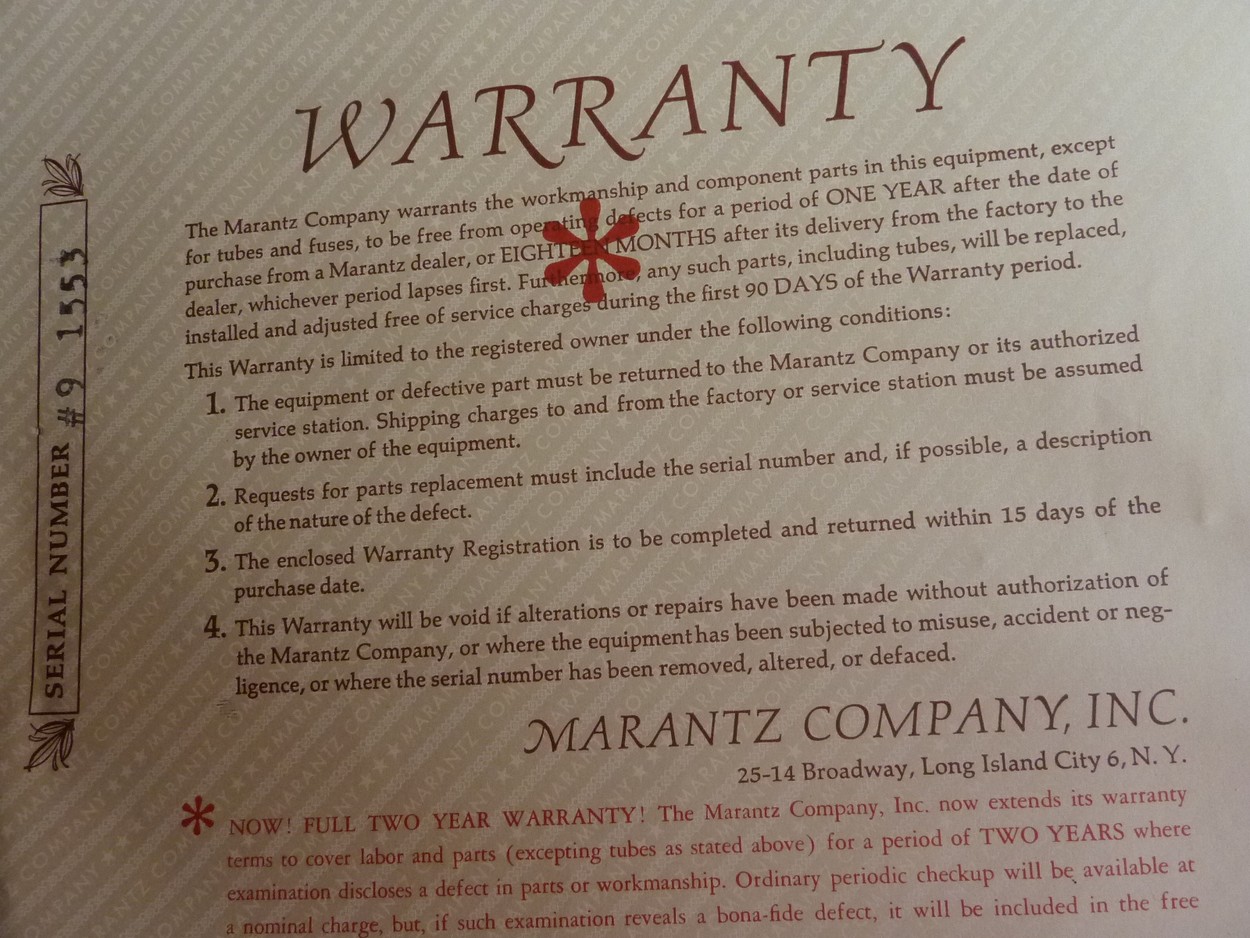 WARRANTY
The Marantz Company warrants the workmanship and component parts in this equipment, except
for tubes and fuses, to be free from operating defects for a period of ONE YEAR after the date of
purchase from a Marantz dealer, or EIGHTEEN MONTHS after its delivery from the factory to the
dealer, whichever period lapses first. Furthermore, any such parts, including tubes, will be replaced,
installed and adjusted free of service charges during the first 90 DAYS of the Warranty period.
This Warranty is limited to the registered owner under the following conditions:
1. The equipment or defective part must be returned to the Marantz Company or its authorized
service station. Shipping charges to and from the factory or service station must be assumed
by the owner of the equipment.
2. Requests for parts replacement must include the serial number and, if possible, a description
of the nature of the defect.
3. The enclosed Warranty Registration is to be completed and returned within 15 days of the
purchase date.
4. This Warranty will be void if alterations or repairs have been made without authorization of
the Marantz Company, or where the equipment has been subjected to misuse, accident or neg-
ligence, or where the serial number has been removed, altered, or defaced.
MARANTZ COMPANY, INC.
25-14 Broadway, Long Island City 6, N. Y.
* NOW! FULL TWO YEAR WARRANTY! The Marantz Company, Inc. now extends its warranty
terms to cover labor and parts (excepting tubes as stated above) for a period of TWO YEARS where
examination discloses a defect in parts or workmanship. Ordinary periodic checkup will be available at
a nominal charge, but, if such examination reveals a bona-fide defect, it will be included in the free
SERIAL NUMBER #9 1553